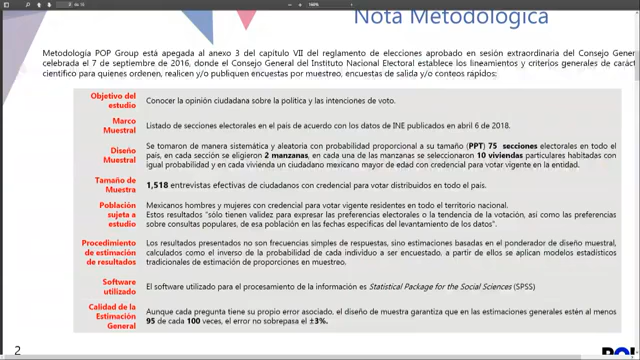 Nota Metodológica
Metodología POP Group está apegada al anexo 3 del capítulo VII del reglamento de elecciones aprobado en sesión extraordinaria del Consejo Gene
celebrada el 7 de septiembre de 2016, donde el Consejo General del Instituto Nacional Electoral establece los lineamientos y criterios generales de caráct
científico para quienes ordenen, realicen y/o publiquen encuestas por muestreo, encuestas de salida y/o conteos rápidos:
Objetivo del estudio
Conocer la opinión ciudadana sobre la política y las intenciones de voto.
Marco Muestral
Listado de secciones electorales en el país de acuerdo con los datos de INE publicados en abril 6 de 2018.
Diseño Muestral
Se tomaron de manera sistemática y aleatoria con probabilidad proporcional a su tamaño (PPT) 75 secciones electorales en todo el
país, en cada sección se eligieron 2 manzanas, en cada una de las manzanas se seleccionaron 10 viviendas particulares habitadas con
igual probabilidad y en cada vivienda un ciudadano mexicano mayor de edad con credencial para votar vigente en la entidad.
Tamaño de Muestra
1,518 entrevistas efectivas de ciudadanos con credencial para votar distribuidos en todo el país.
Población sujeta a estudio
Mexicanos hombres y mujeres con credencial para votar vigente residentes en todo el territorio nacional.
Estos resultados "sólo tienen validez para expresar las preferencias electorales o la tendencia de la votación, así como las preferencias
sobre consultas populares, de esa población en las fechas específicas del levantamiento de los datos".
Procedimiento de estimación de resultados
Los resultados presentados no son frecuencias simples de respuestas, sino estimaciones basadas en el ponderador de diseño muestral,
calculados como el inverso de la probabilidad de cada individuo a ser encuestado, a partir de ellos se aplican modelos estadísticos
tradicionales de estimación de proporciones en muestreo.
Software utilizado
El software utilizado para el procesamiento de la información es Statistical Package for the Social Sciences (SPSS)
Calidad de la Estimación General
Aunque cada pregunta tiene su propio error asociado, el diseño de muestra garantiza que en las estimaciones generales estén al menos
95 de cada 100 veces, el error no sobrepasa el ±3%.
2